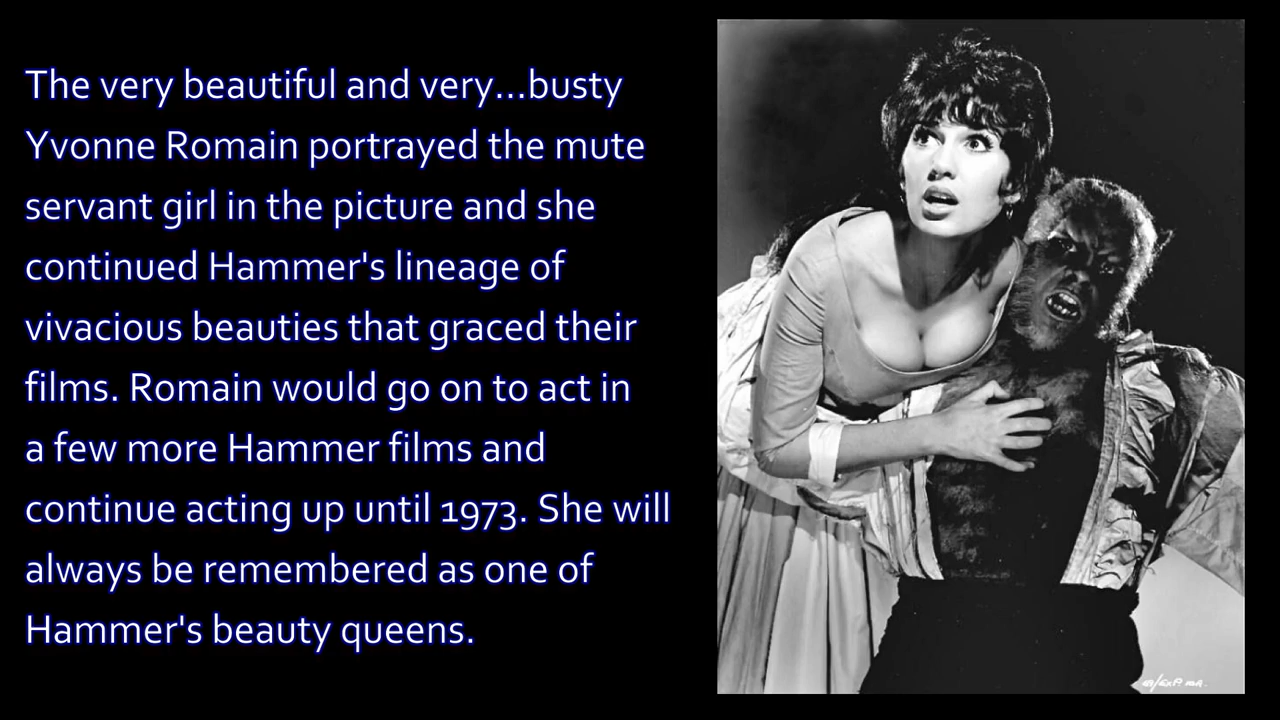 The very beautiful and very...busty
Yvonne Romain portrayed the mute
servant girl in the picture and she
continued Hammer's lineage of
vivacious beauties that graced their
films. Romain would go on to act in
a few more Hammer films and
continue acting up until 1973. She will
always be remembered as one of
Hammer's beauty queens.